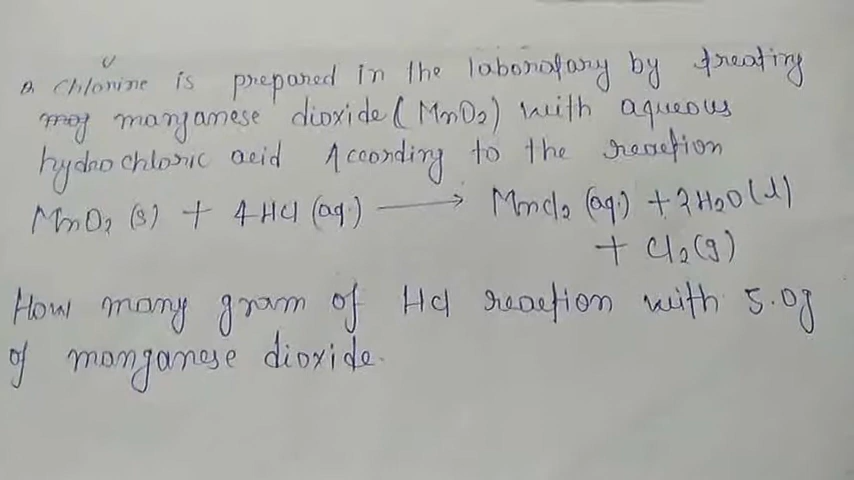 Q. Chlorine is prepared in the laboratory by treating
manganese dioxide (MnO2) with aqueous
hydrochloric acid According to the reaction
MnO2 (s) + 4HCl (aq.) ⟶ MnCl2 (aq.) + 2H2O (l)
+ Cl2 (g)
How many gram of HCl reaction with 5.0g
of manganese dioxide.